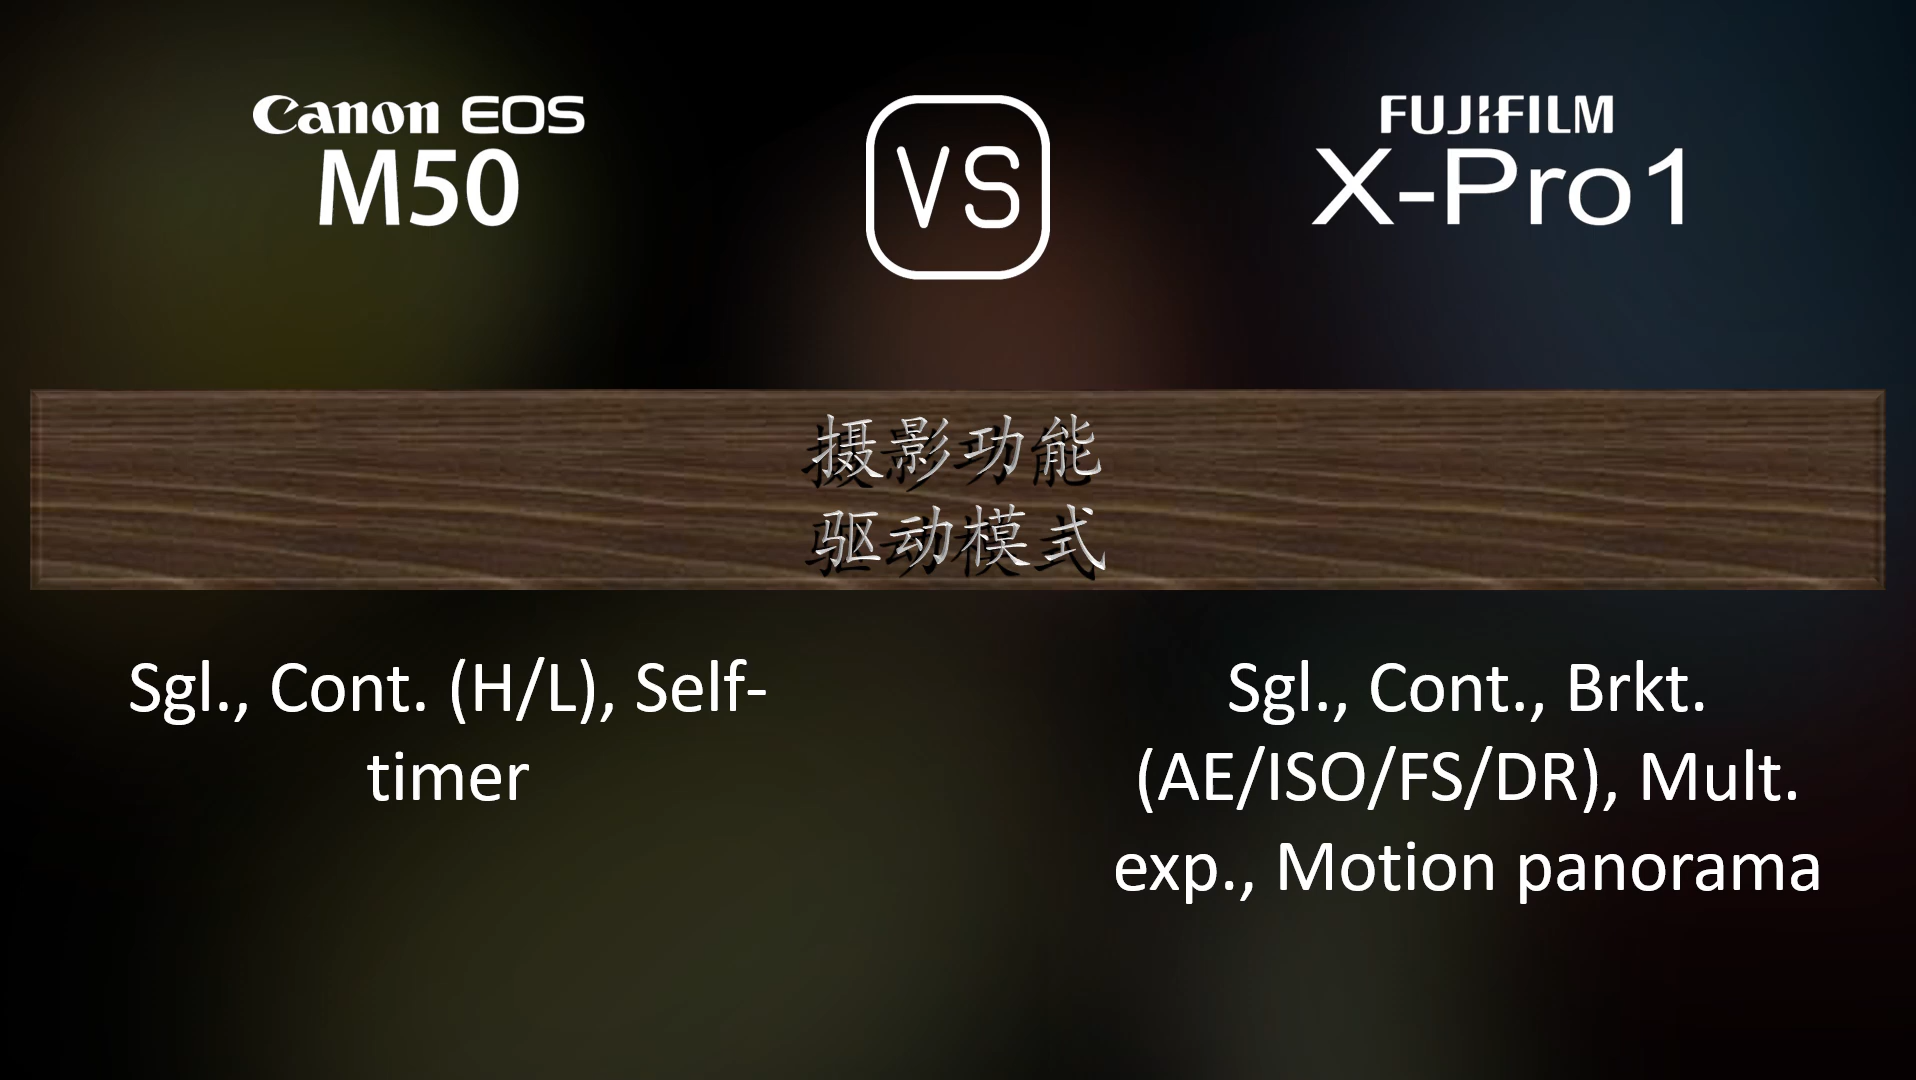 Canon EOS
M50
VS
FUJIFILM
X-Pro1
摄影功能
驱动模式
Sgl., Cont. (H/L), Self-
timer
Sgl., Cont., Brkt.
(AE/ISO/FS/DR), Mult.
exp., Motion panorama